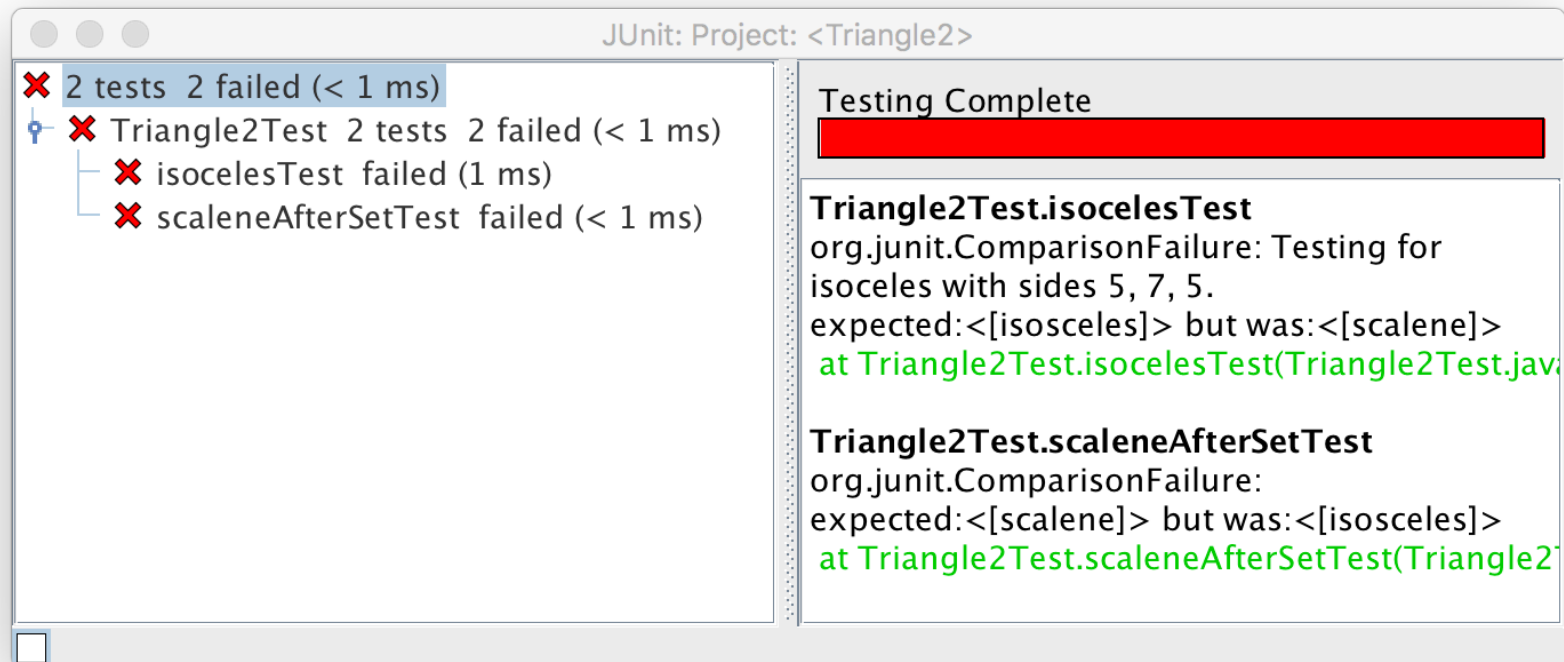 JUnit: Project: <Triangle2>
2 tests 2 failed (< 1 ms)
Triangle2Test 2 tests 2 failed (< 1 ms)
isocelesTest failed (1 ms)
scaleneAfterSetTest failed (< 1 ms)
Testing Complete
Triangle2Test.isocelesTest
org.junit.ComparisonFailure: Testing for
isoceles with sides 5, 7, 5.
expected:<[isosceles]> but was:<[scalene]>
at Triangle2Test.isocelesTest(Triangle2Test.java
Triangle2Test.scaleneAfterSetTest
org.junit.ComparisonFailure:
expected:<[scalene]> but was:<[isosceles]>
at Triangle2Test.scaleneAfterSetTest(Triangle2T